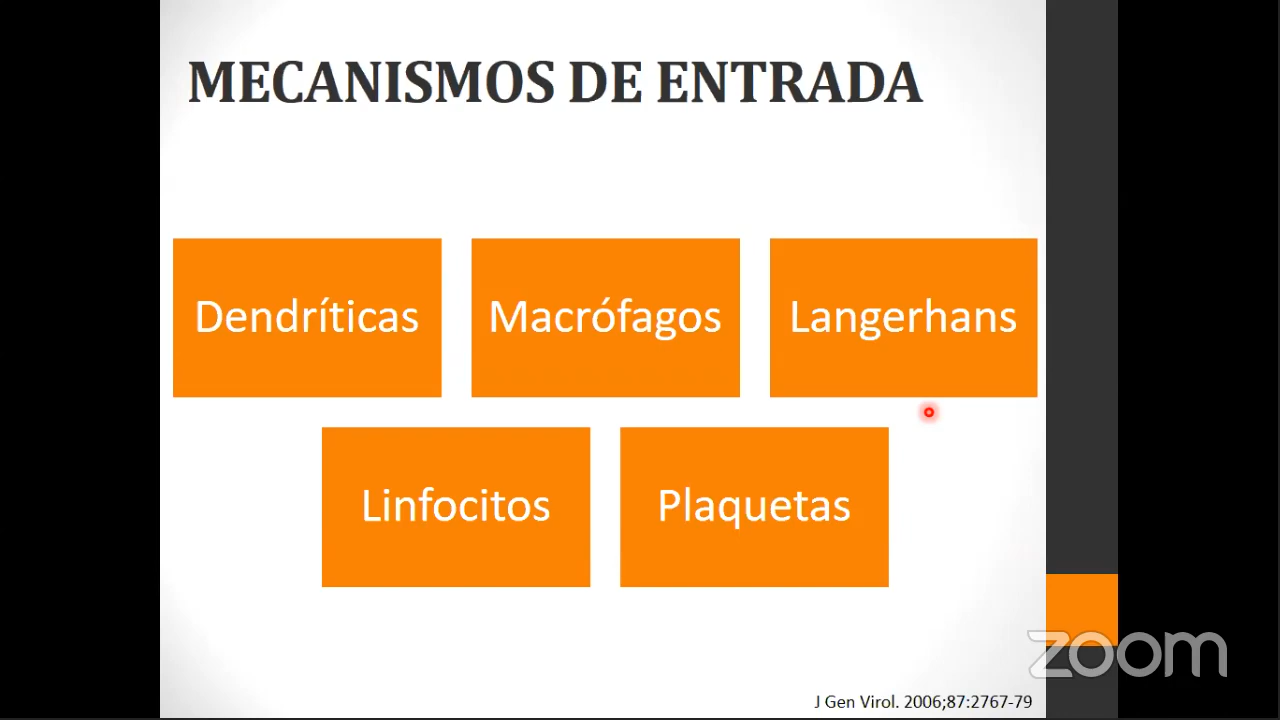 MECANISMOS DE ENTRADA
Dendríticas
Macrófagos
Langerhans
Linfocitos
Plaquetas
zoom
J Gen Virol. 2006;87:2767-79